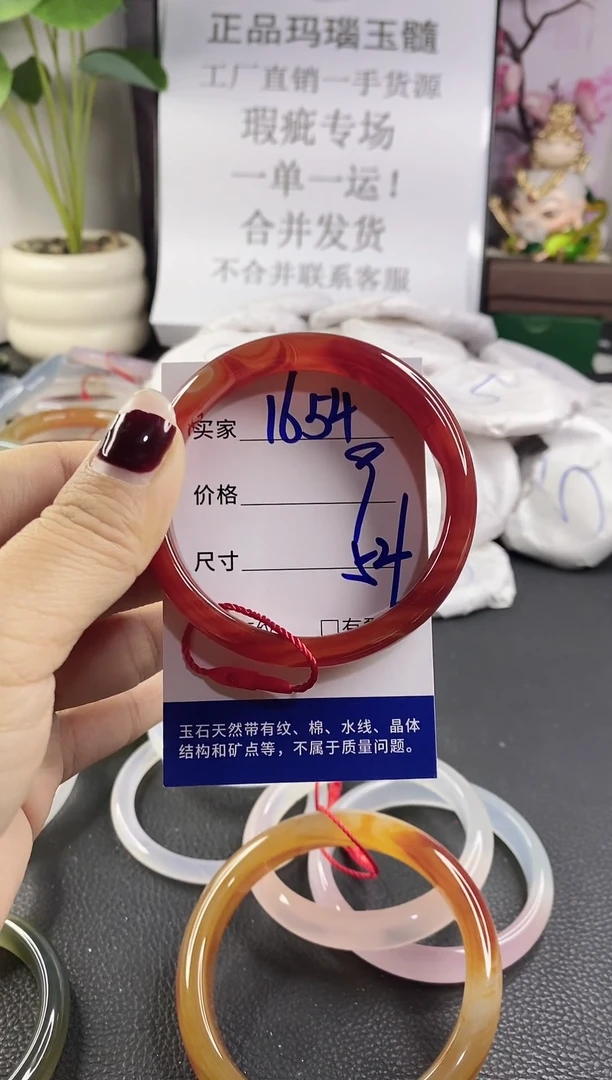 正品玛瑙玉髓
工厂直销一手货源
瑕疵专场
一单一运！
合并发货
不合并联系客服
买家 1654
价格 9
尺寸 54
□有
玉石天然带有纹、棉、水线、晶体
结构和矿点等，不属于质量问题。
5